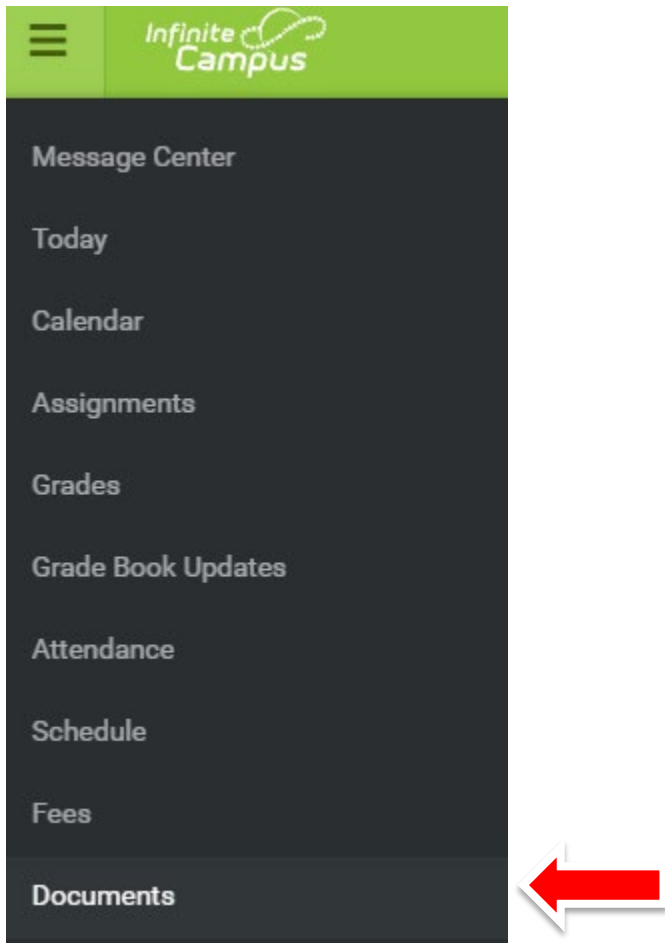 Infinite
Campus
Message Center
Today
Calendar
Assignments
Grades
Grade Book Updates
Attendance
Schedule
Fees
Documents